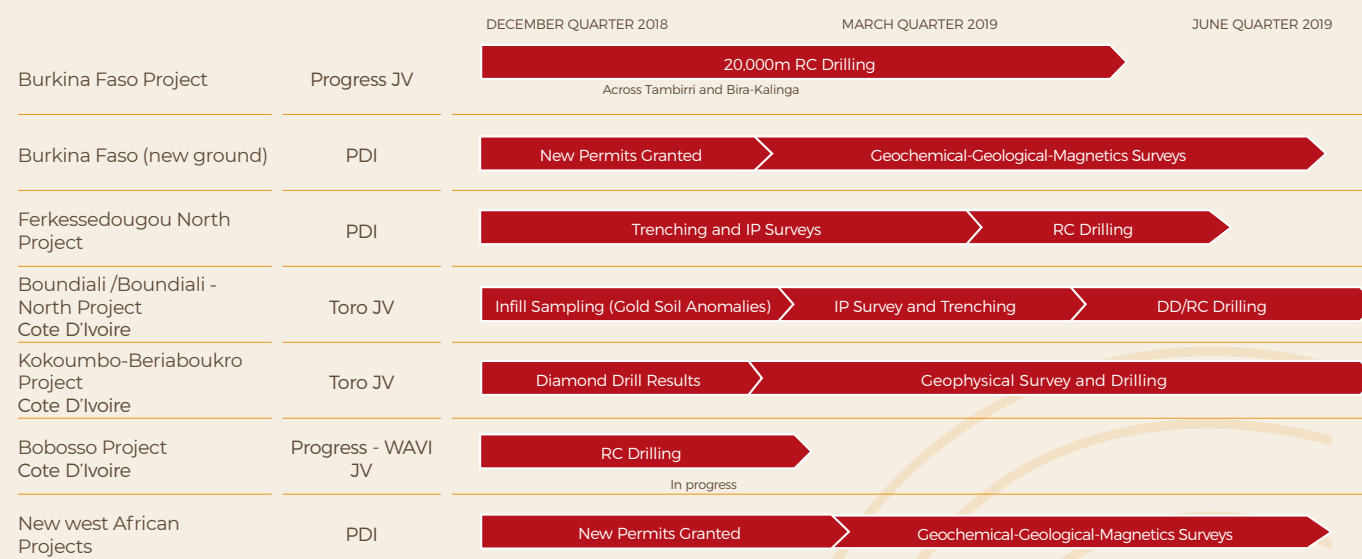 DECEMBER QUARTER 2018 MARCH QUARTER 2019 JUNE QUARTER 2019
Burkina Faso Project Progress JV 20,000m RC Drilling
Across Tambirri and Bira-Kalinga
Burkina Faso (new ground) PDI New Permits Granted Geochemical-Geological-Magnetics Surveys
Ferkessedougou North
Project
PDI Trenching and IP Surveys RC Drilling
Boundiali /Boundiali -
North Project
Cote D'Ivoire
Toro JV Infill Sampling (Gold Soil Anomalies) IP Survey and Trenching DD/RC Drilling
Kokoumbo-Beriaboukro
Project
Cote D'Ivoire
Toro JV Diamond Drill Results Geophysical Survey and Drilling
Bobosso Project
Cote D'Ivoire
Progress - WAVI
JV
RC Drilling
In progress
New west African
Projects
PDI New Permits Granted Geochemical-Geological-Magnetics Surveys